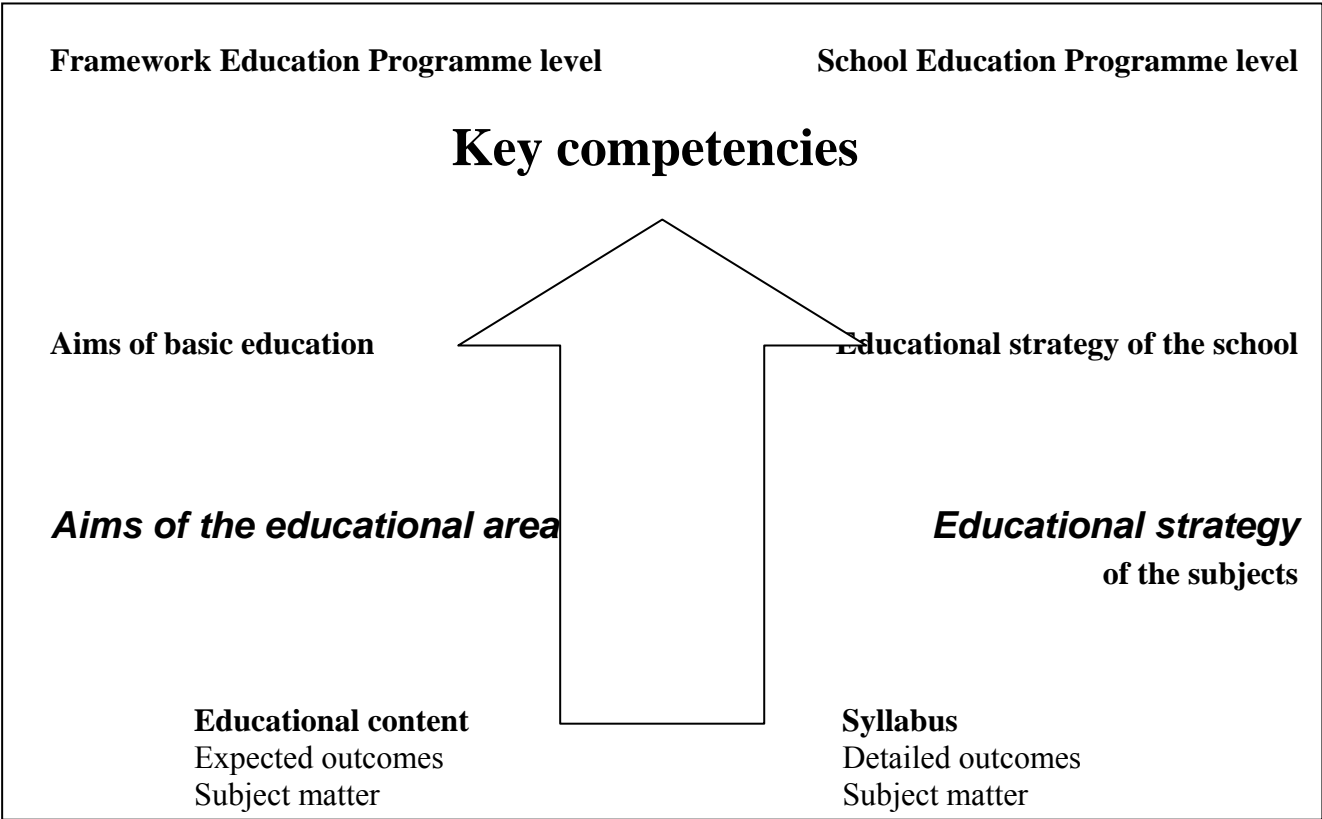 Framework Education Programme level School Education Programme level
Key competencies
Aims of basic education Educational strategy of the school
Aims of the educational area Educational strategy
of the subjects
Educational content Syllabus
Expected outcomes Detailed outcomes
Subject matter Subject matter